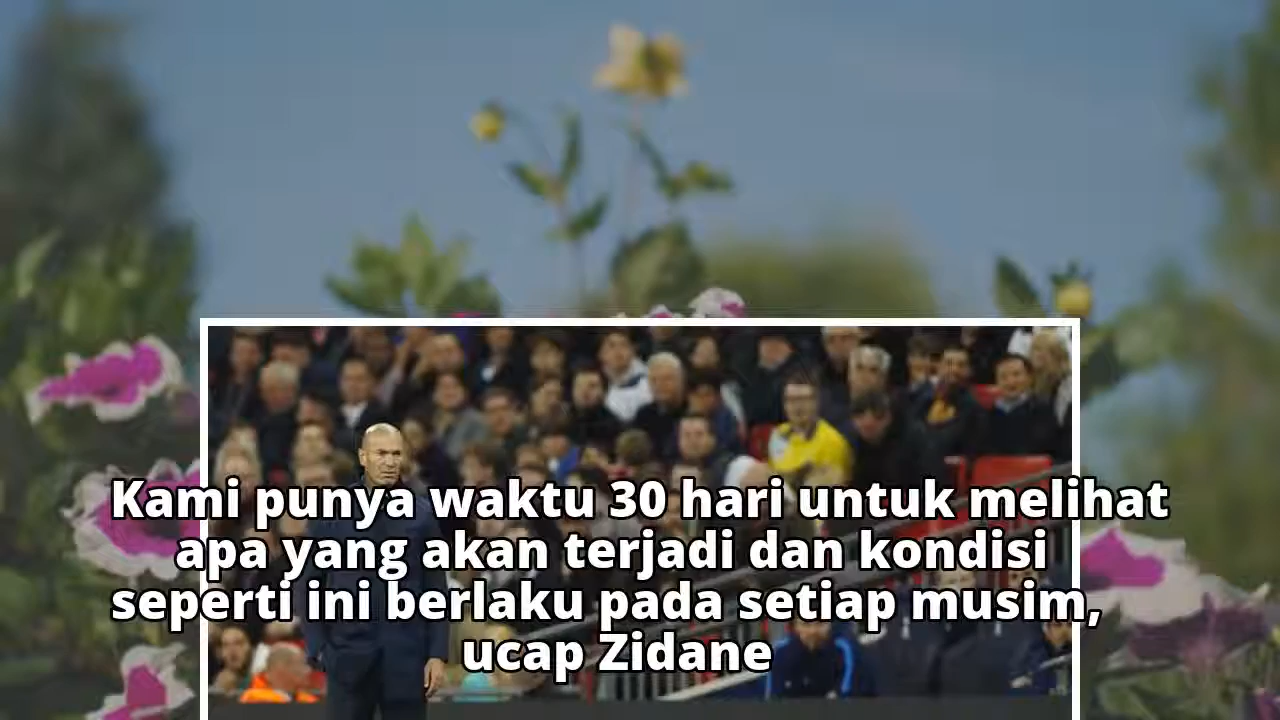 Kami punya waktu 30 hari untuk melihat
apa yang akan terjadi dan kondisi
seperti ini berlaku pada setiap musim,
ucap Zidane